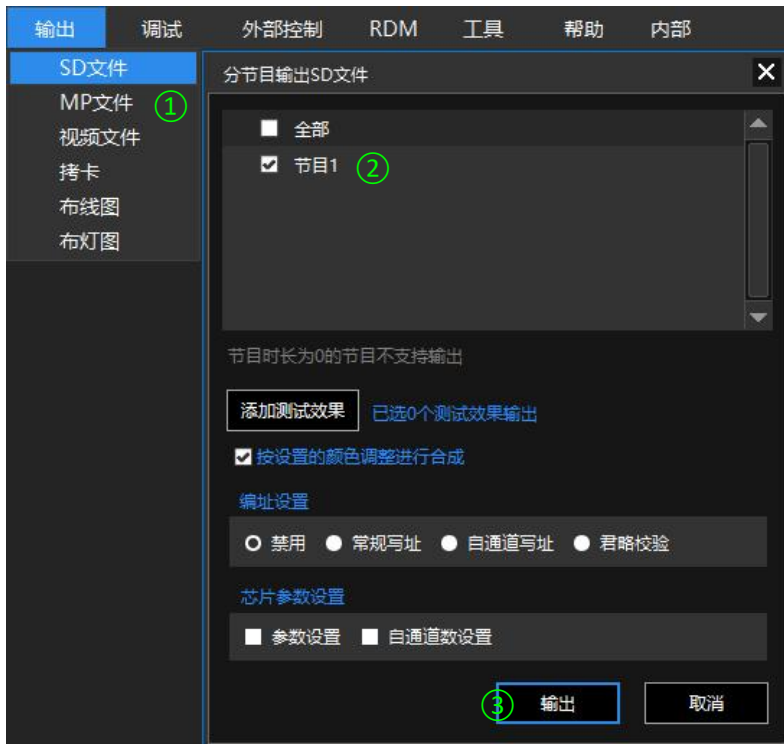 输出 调试 外部控制 RDM 工具 帮助 内部
SD文件
MP文件 ①
视频文件
拷卡
布线图
布灯图
分节目输出SD文件
全部
节目1 ②
节目时长为0的节目不支持输出
添加测试效果 已选0个测试效果输出
按设置的颜色调整进行合成
编址设置
禁用 常规写址 自通道写址 君略校验
芯片参数设置
参数设置 自通道数设置
③ 输出 取消